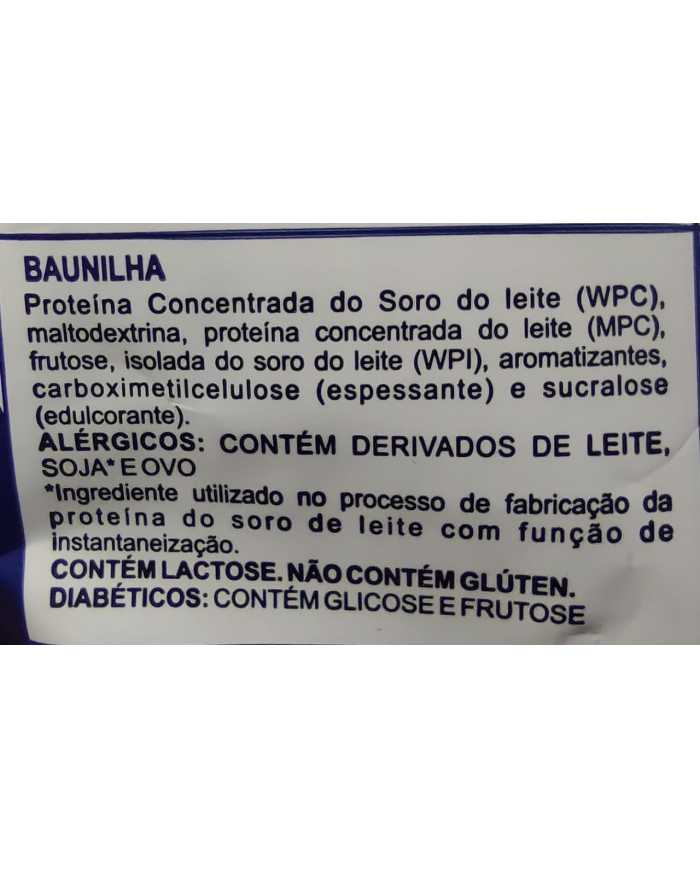 BAUNILHA
Proteína Concentrada do Soro do leite (WPC),
maltodextrina, proteína concentrada do leite (MPC),
frutose, isolada do soro do leite (WPI), aromatizantes,
carboximetilcelulose (espessante) e sucralose
(edulcorante).
ALÉRGICOS: CONTÉM DERIVADOS DE LEITE,
SOJA* E OVO
*Ingrediente utilizado no processo de fabricação da
proteína do soro de leite com função de
instantaneização.
CONTÉM LACTOSE. NÃO CONTÉM GLÚTEN.
DIABÉTICOS: CONTÉM GLICOSE E FRUTOSE